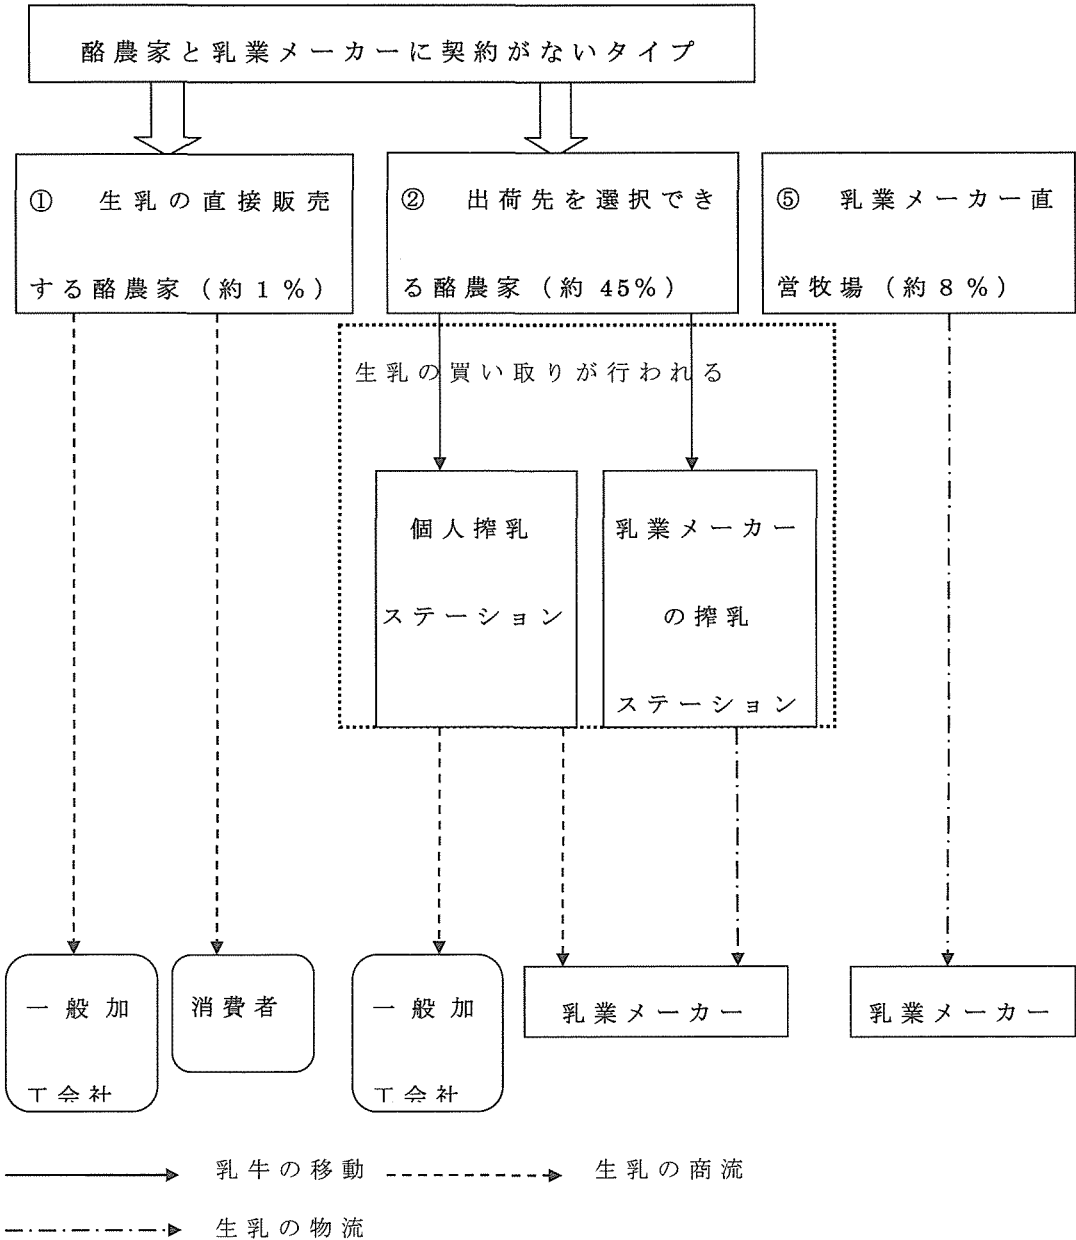 酪農家と乳業メーカーに契約がないタイプ
① 生乳の直接販売
する酪農家（約1%）
② 出荷先を選択でき
る酪農家（約 45%）
⑤ 乳業メーカー直
営牧場（約8%）
生乳の買い取りが行われる
個人搾乳
ステーション
乳業メーカー
の搾乳
ステーション
一般加
工会社
消費者
一般加
工会社
乳業メーカー
乳業メーカー
乳牛の移動
生乳の商流
生乳の物流